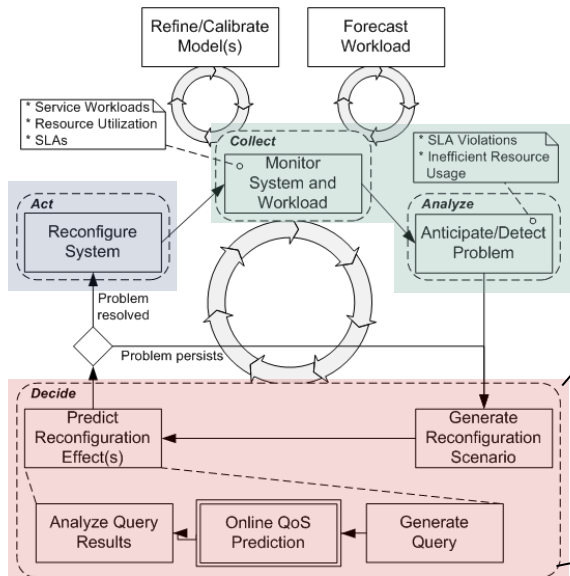 Refine/Calibrate
Model(s)
Forecast
Workload
* Service Workloads
* Resource Utilization
* SLAs
Collect
Monitor
System and
Workload
* SLA Violations
* Inefficient Resource
Usage
Act
Reconfigure
System
Analyze
Anticipate/Detect
Problem
Problem
resolved
Problem persists
Decide
Predict
Reconfiguration
Effect(s)
Generate
Reconfiguration
Scenario
Analyze Query
Results
Online QoS
Prediction
Generate
Query